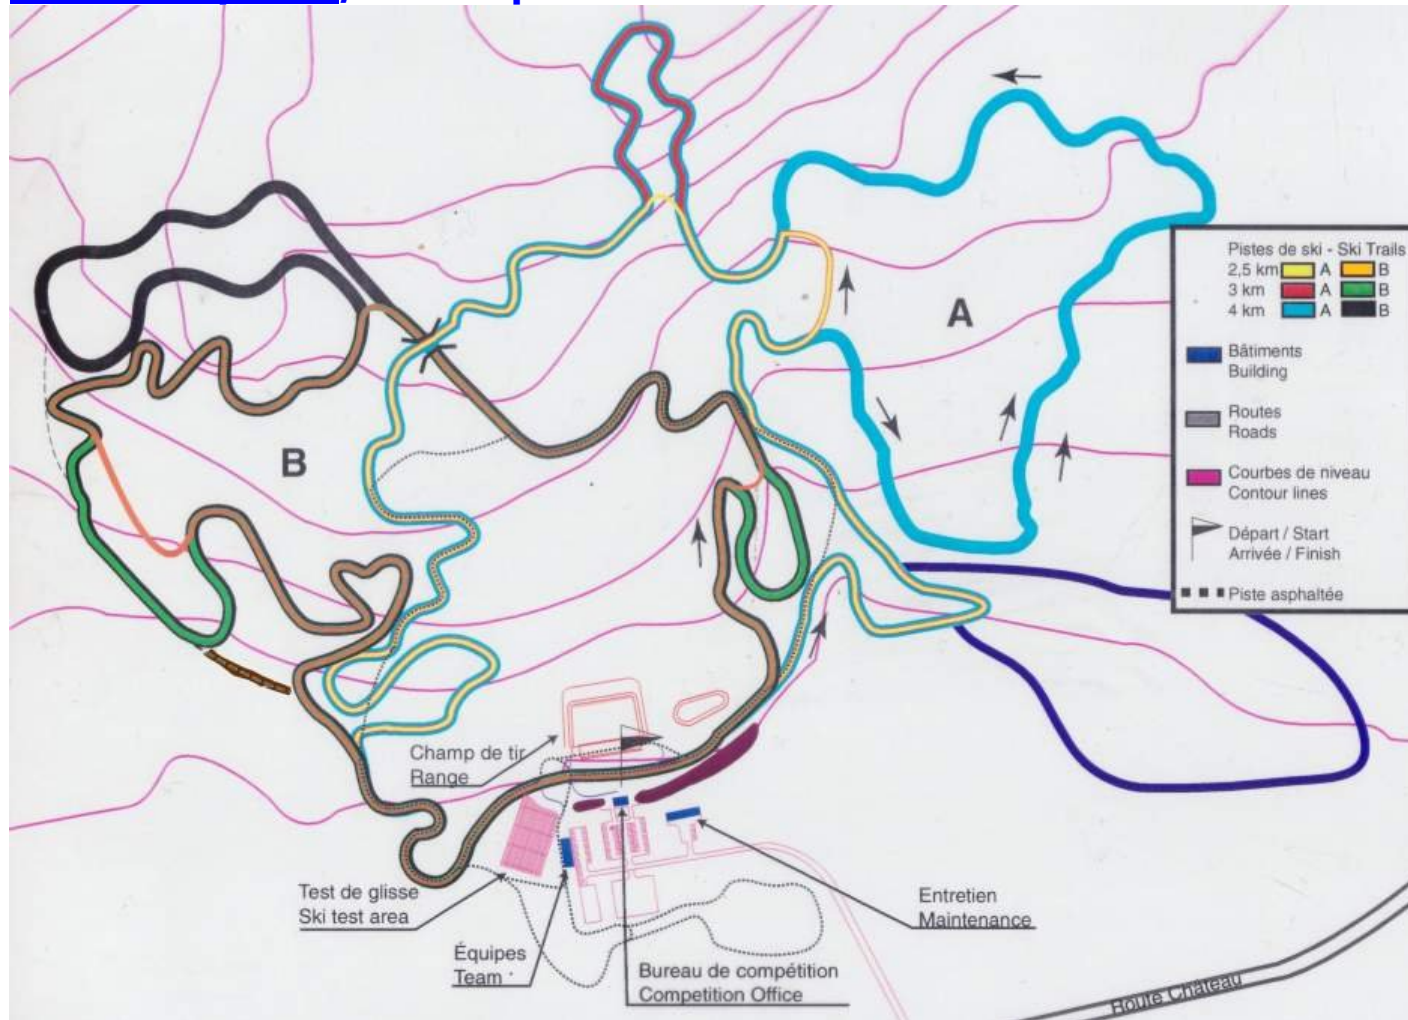 A
B
Pistes de ski - Ski Trails
2,5 km A B
3 km A B
4 km A B
Bâtiments
Building
Routes
Roads
Courbes de niveau
Contour lines
Départ / Start
Arrivée / Finish
Piste asphaltée
Champ de tir
Range
Test de glisse
Ski test area
Équipes
Team
Bureau de compétition
Competition Office
Entretien
Maintenance
Route Château